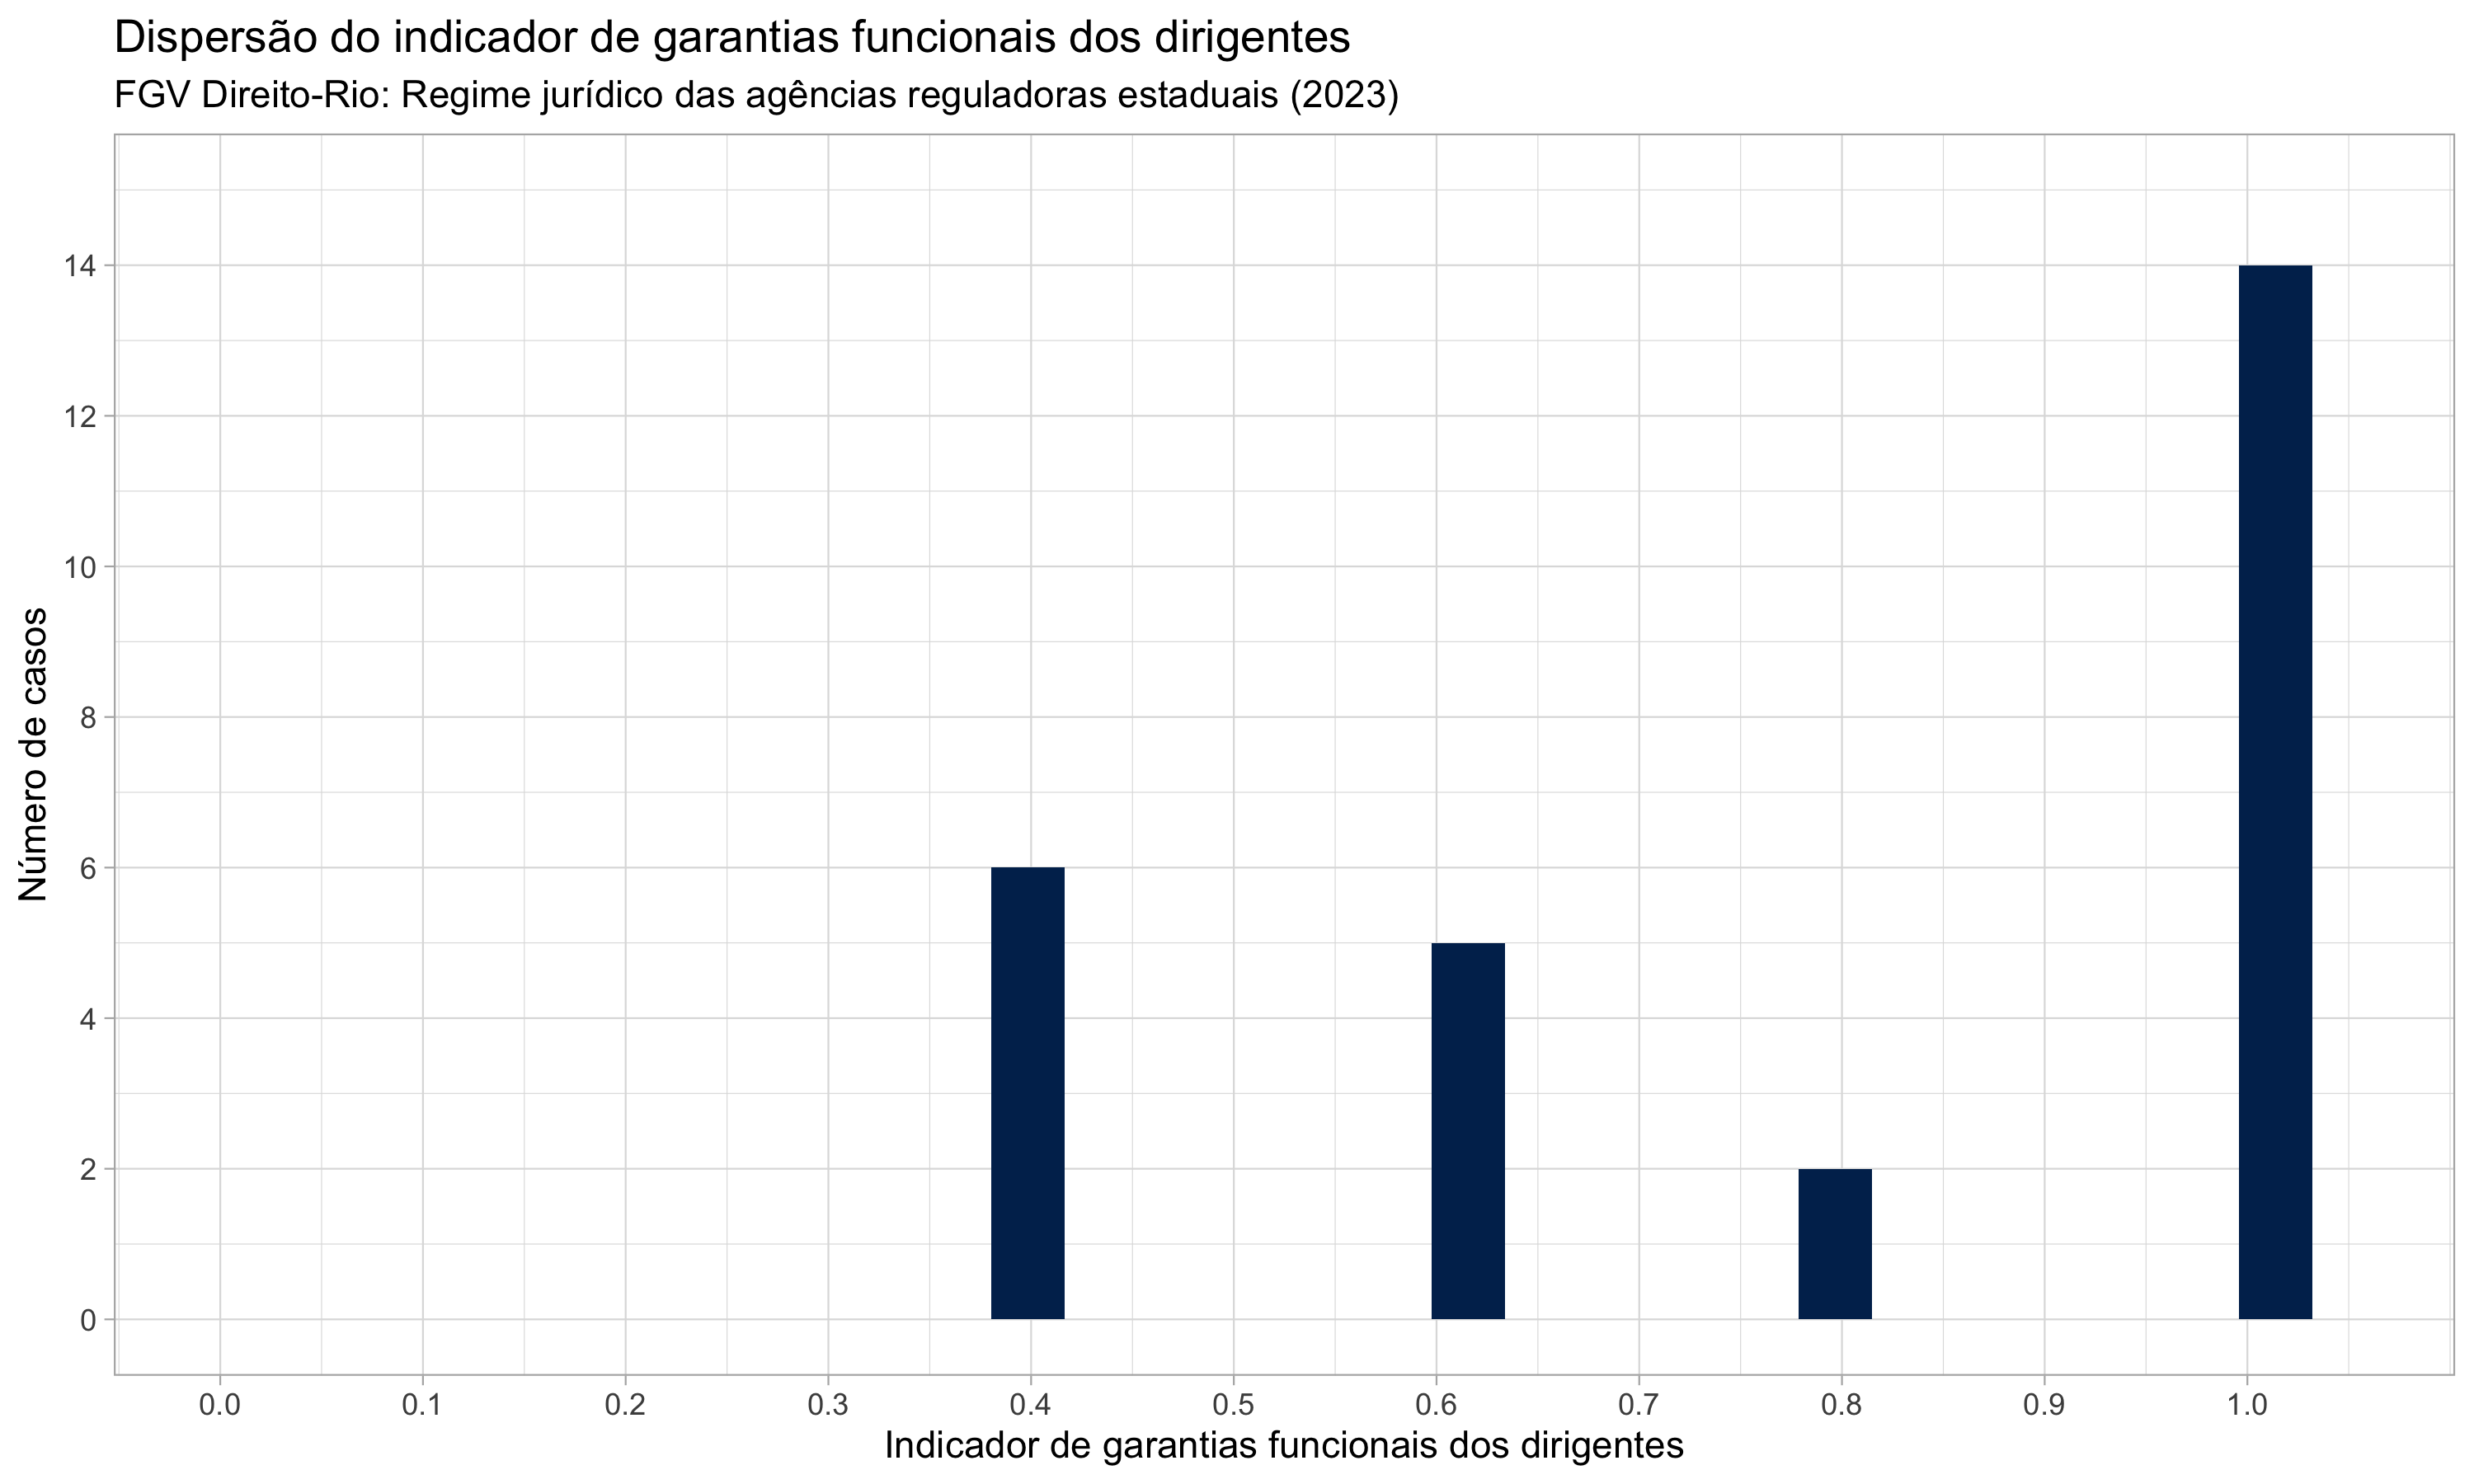 Dispersão do indicador de garantias funcionais dos dirigentes
FGV Direito-Rio: Regime jurídico das agências reguladoras estaduais (2023)
14
12
10
8
6
4
2
0
Número de casos
0.0 0.1 0.2 0.3 0.4 0.5 0.6 0.7 0.8 0.9 1.0
Indicador de garantias funcionais dos dirigentes